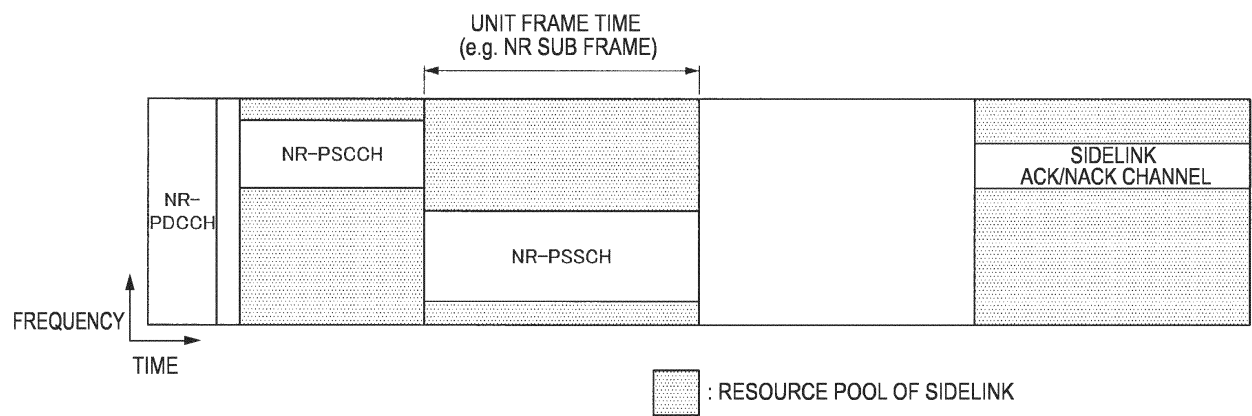 UNIT FRAME TIME
(e.g. NR SUB FRAME)
NR-PSCCH
SIDELINK
ACK/NACK CHANNEL
NR-
PDCCH
NR-PSSCH
FREQUENCY
TIME
: RESOURCE POOL OF SIDELINK